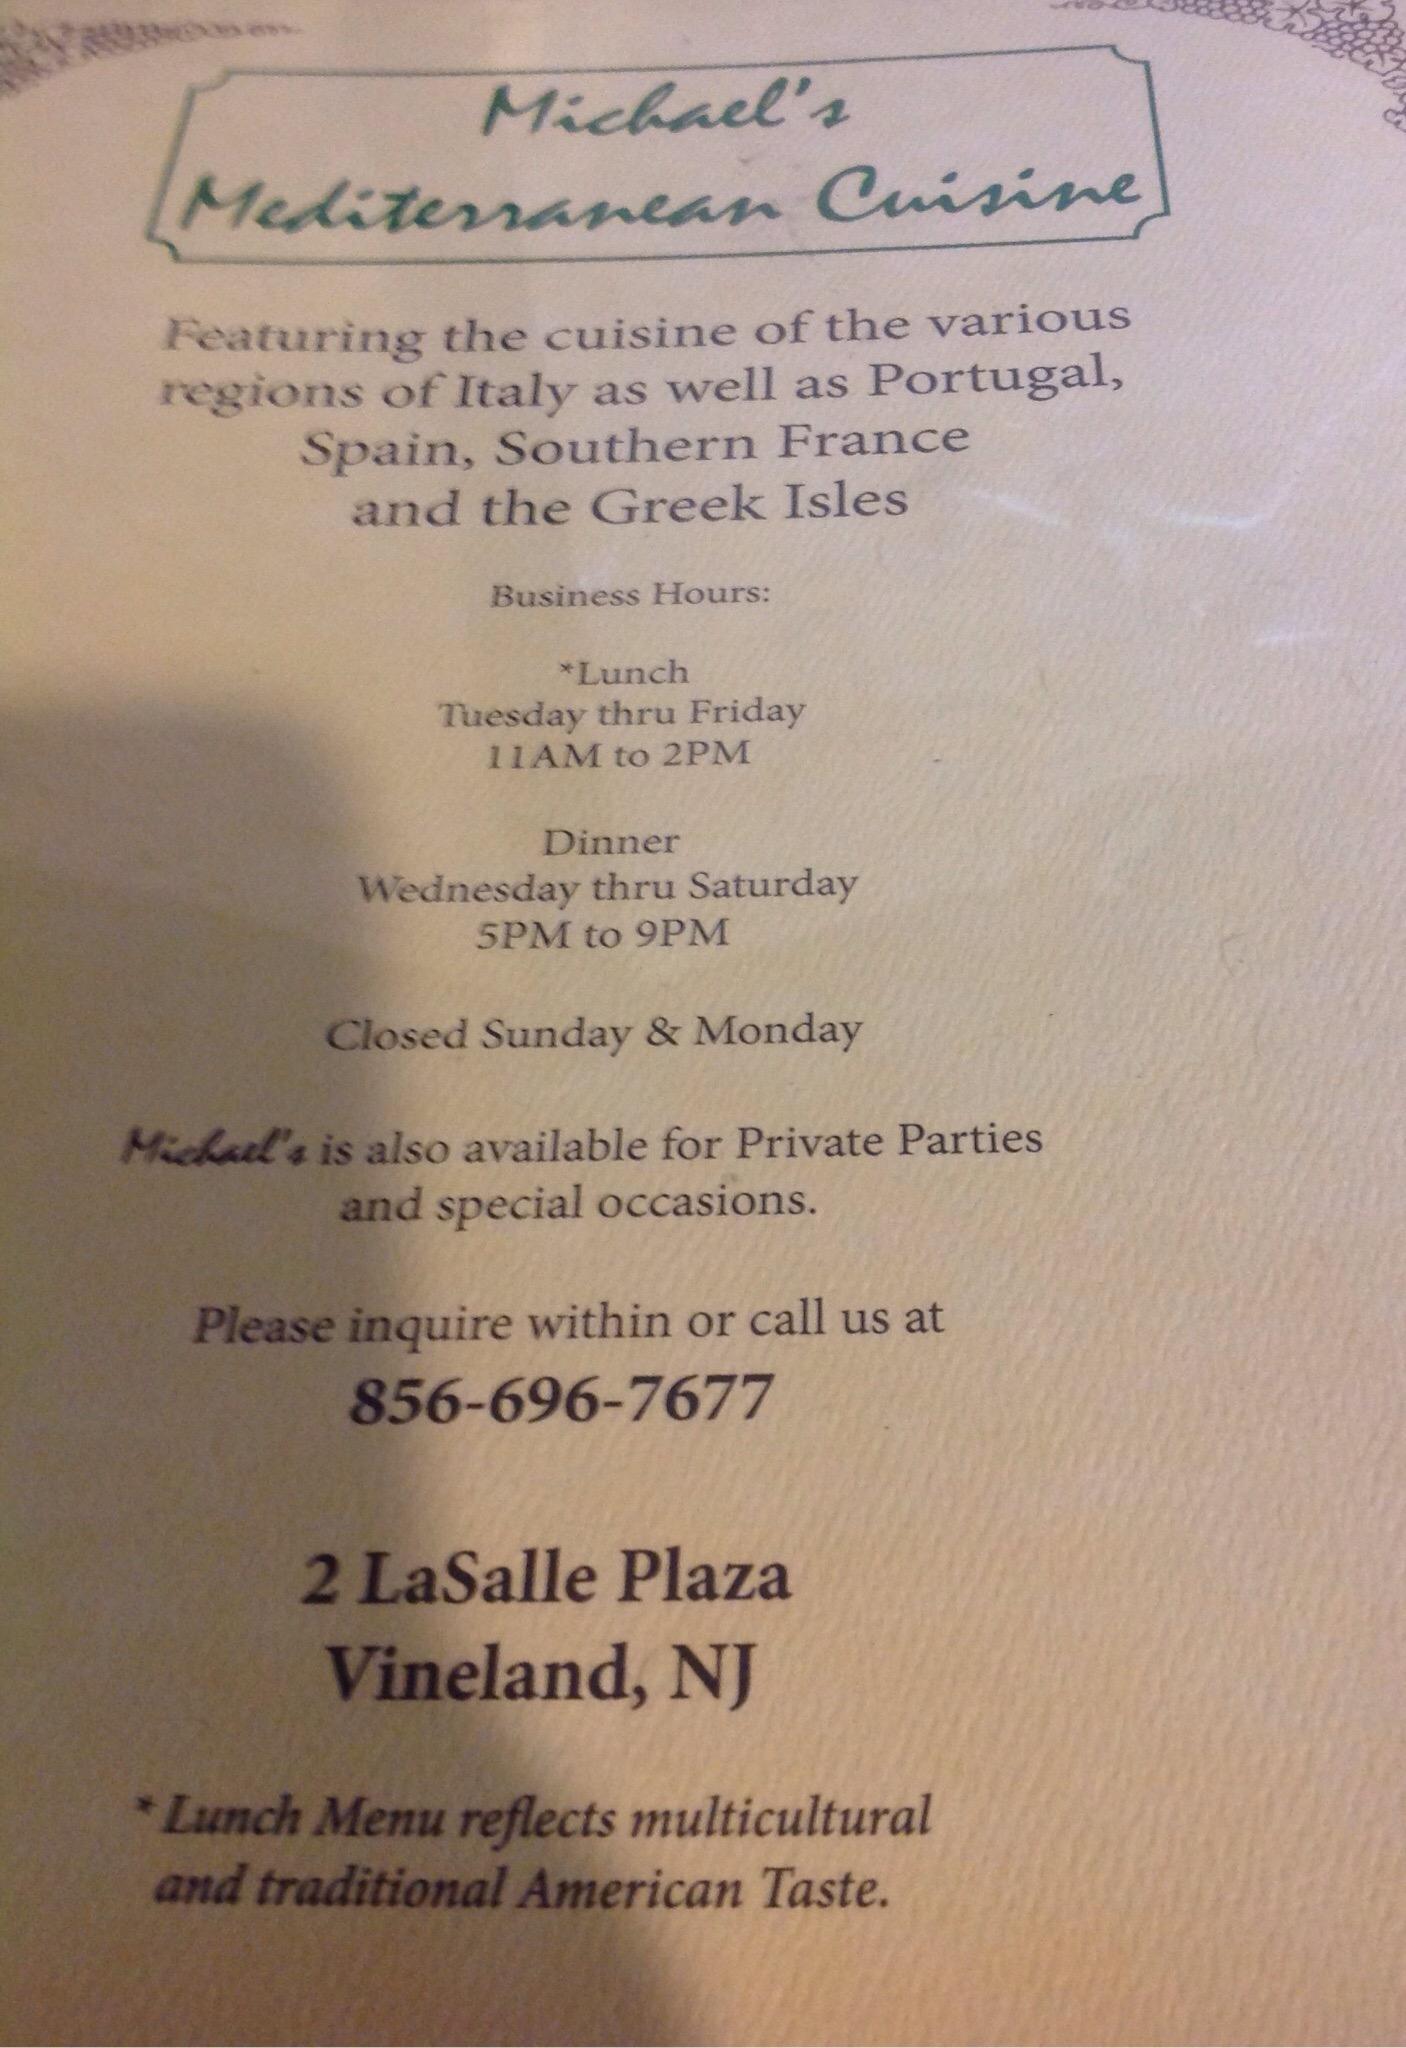 Michael's
Mediterranean Cuisine
Featuring the cuisine of the various
regions of Italy as well as Portugal,
Spain, Southern France
and the Greek Isles
Business Hours:
*Lunch
Tuesday thru Friday
11AM to 2PM
Dinner
Wednesday thru Saturday
5PM to 9PM
Closed Sunday & Monday
Michael's is also available for Private Parties
and special occasions.
Please inquire within or call us at
856-696-7677
2 LaSalle Plaza
Vineland, NJ
* Lunch Menu reflects multicultural
and traditional American Taste.